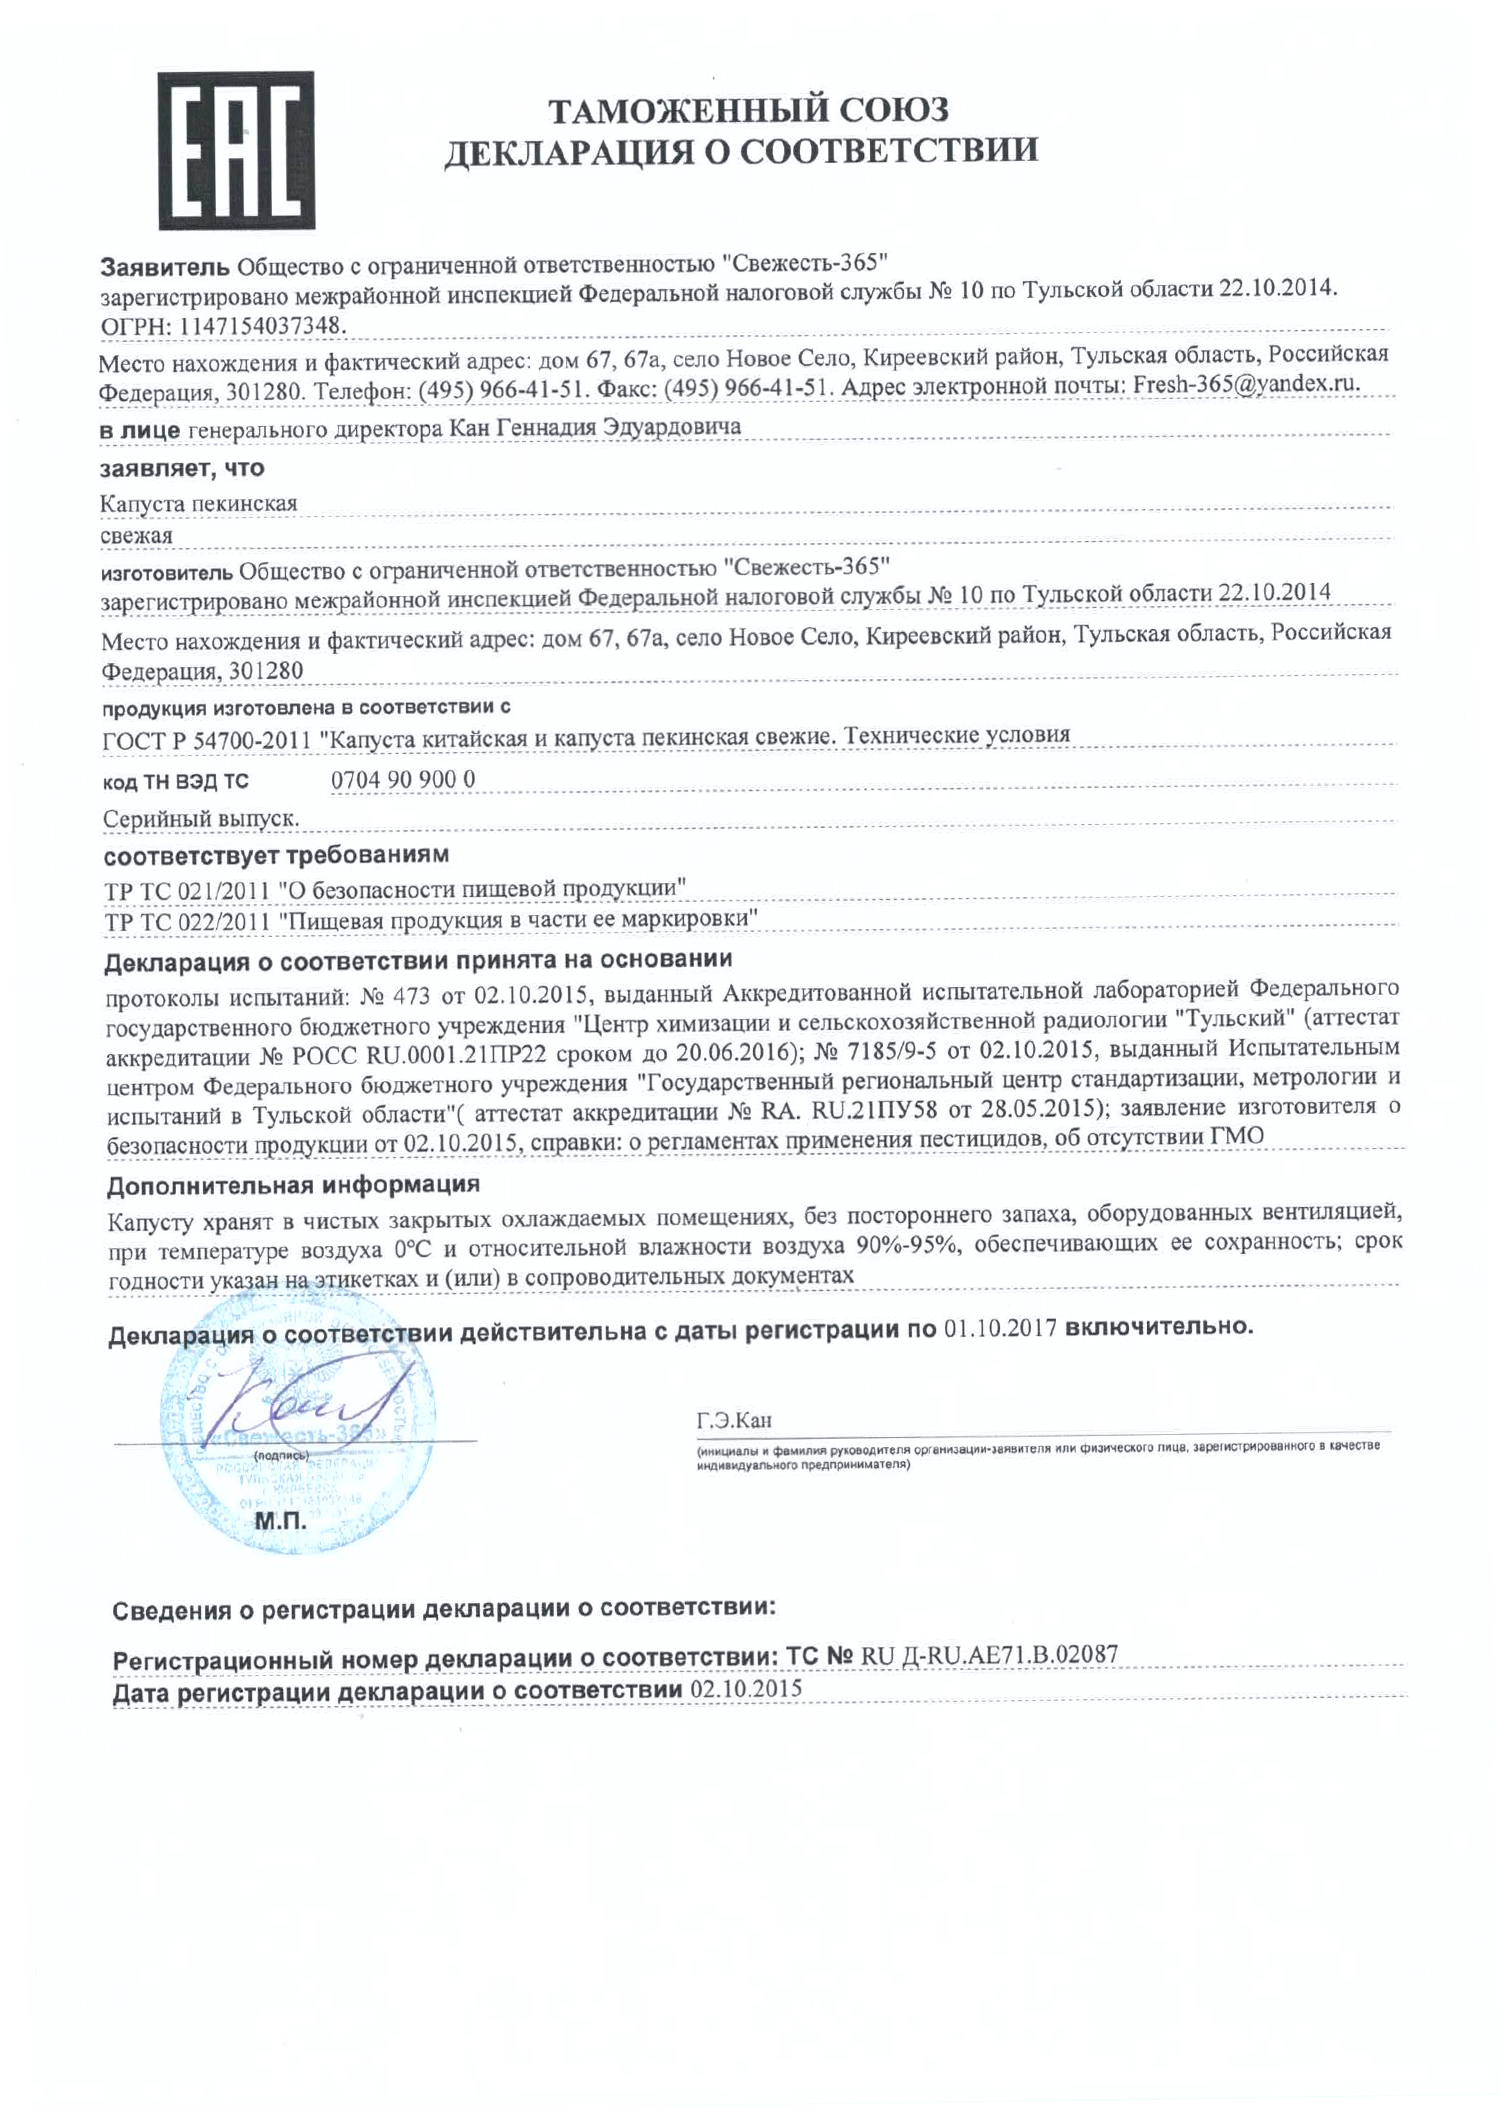 ЕАС
ТАМОЖЕННЫЙ СОЮЗ
ДЕКЛАРАЦИЯ О СООТВЕТСТВИИ
Заявитель Общество с ограниченной ответственностью "Свежесть-365"
зарегистрировано межрайонной инспекцией Федеральной налоговой службы № 10 по Тульской области 22.10.2014.
ОГРН: 1147154037348.
Место нахождения и фактический адрес: дом 67, 67а, село Новое Село, Киреевский район, Тульская область, Российская
Федерация, 301280. Телефон: (495) 966-41-51. Факс: (495) 966-41-51. Адрес электронной почты: Fresh-365@yandex.ru.
в лице генерального директора Кан Геннадия Эдуардовича
заявляет, что
Капуста пекинская
свежая
изготовитель Общество с ограниченной ответственностью "Свежесть-365"
зарегистрировано межрайонной инспекцией Федеральной налоговой службы № 10 по Тульской области 22.10.2014
Место нахождения и фактический адрес: дом 67, 67а, село Новое Село, Киреевский район, Тульская область, Российская
Федерация, 301280
продукция изготовлена в соответствии с
ГОСТ Р 54700-2011 "Капуста китайская и капуста пекинская свежие. Технические условия
код ТН ВЭД ТС 0704 90 900 0
Серийный выпуск.
соответствует требованиям
ТР ТС 021/2011 "О безопасности пищевой продукции"
ТР ТС 022/2011 "Пищевая продукция в части ее маркировки"
Декларация о соответствии принята на основании
протоколы испытаний: № 473 от 02.10.2015, выданный Аккредитованной испытательной лабораторией Федерального
государственного бюджетного учреждения "Центр химизации и сельскохозяйственной радиологии "Тульский" (аттестат
аккредитации № РОСС RU.0001.21ПР22 сроком до 20.06.2016); № 7185/9-5 от 02.10.2015, выданный Испытательным
центром Федерального бюджетного учреждения "Государственный региональный центр стандартизации, метрологии и
испытаний в Тульской области"( аттестат аккредитации № RA. RU.21ПУ58 от 28.05.2015); заявление изготовителя о
безопасности продукции от 02.10.2015, справки: о регламентах применения пестицидов, об отсутствии ГМО
Дополнительная информация
Капусту хранят в чистых закрытых охлаждаемых помещениях, без постороннего запаха, оборудованных вентиляцией,
при температуре воздуха 0°С и относительной влажности воздуха 90%-95%, обеспечивающих ее сохранность; срок
годности указан на этикетках и (или) в сопроводительных документах
Декларация о соответствии действительна с даты регистрации по 01.10.2017 включительно.
Г.Э.Кан
«Свежесть-365»
(подпись)
(инициалы и фамилия руководителя организации-заявителя или физического лица, зарегистрированного в качестве
индивидуального предпринимателя)
М.П.
Сведения о регистрации декларации о соответствии:
Регистрационный номер декларации о соответствии: ТС № RU Д-RU.АЕ71.В.02087
Дата регистрации декларации о соответствии 02.10.2015